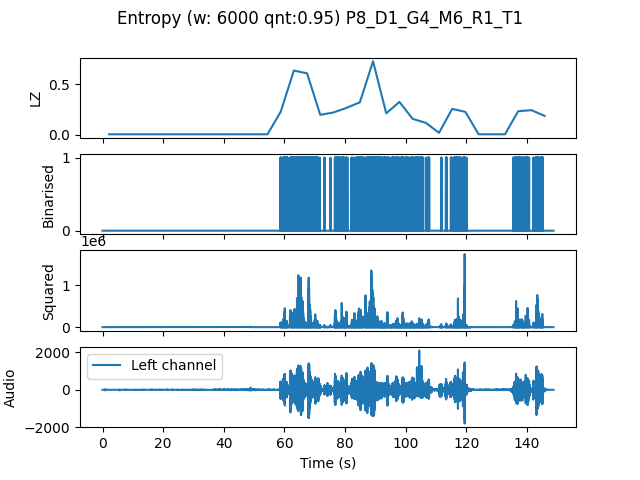 Entropy (w: 6000 qnt:0.95) P8_D1_G4_M6_R1_T1
LZ
0.5
0.0
Binarised
1
0
1e6
Squared
1
0
Audio
2000
0
−2000
Left channel
0 20 40 60 80 100 120 140
Time (s)